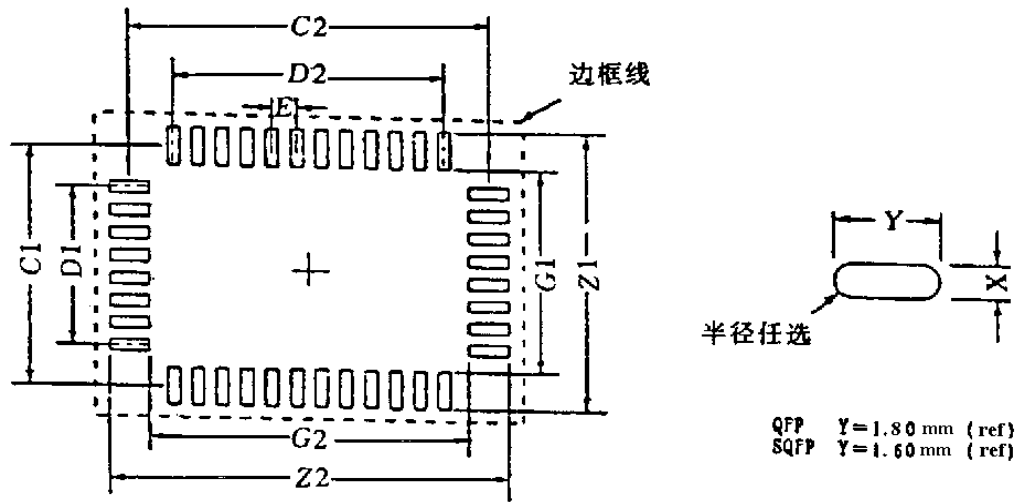 C2
D2
边框线
E
C1
D1
G1
Z1
Y
X
半径任选
G2
Z2
QFP Y=1.80 mm (ref)
SQFP Y=1.60 mm (ref)